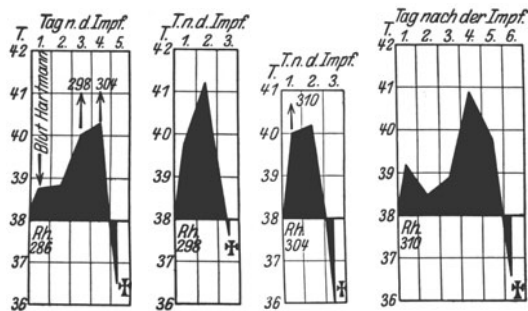 Tag n. d. Impf.
T. 1. 2. 3. 4. 5.
42
41
40
39
38
37
36
Blut Hartmann
298
304
Rh.
286
T. n. d. Impf.
T. 1. 2. 3.
42
41
40
39
38
37
36
Rh.
298
T. n. d. Impf.
T. 1. 2. 3.
310
41
40
39
38
37
36
Rh.
304
Tag nach der Impf.
T. 1. 2. 3. 4. 5. 6.
42
41
40
39
38
37
36
Rh.
310